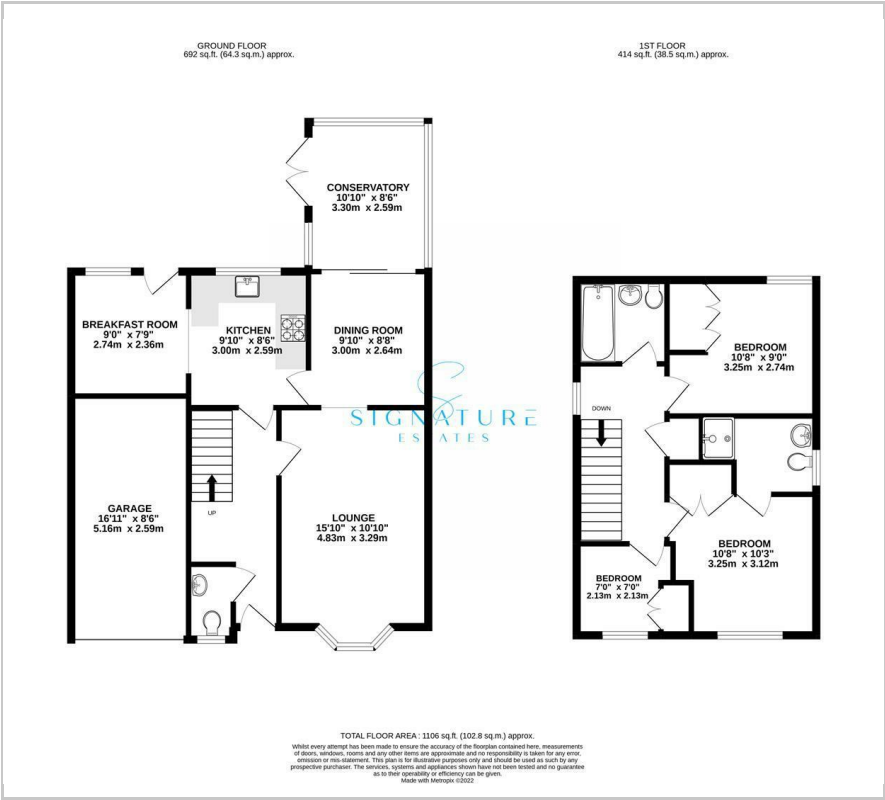 GROUND FLOOR
692 sq.ft. (64.3 sq.m.) approx.
1ST FLOOR
414 sq.ft. (38.5 sq.m.) approx.
CONSERVATORY
10'10" x 8'6"
3.30m x 2.59m
BREAKFAST ROOM
9'0" x 7'9"
2.74m x 2.36m
KITCHEN
9'10" x 8'6"
3.00m x 2.59m
DINING ROOM
9'10" x 8'8"
3.00m x 2.64m
BEDROOM
10'8" x 9'0"
3.25m x 2.74m
DOWN
SIGNATURE
ESTATES
GARAGE
16'11" x 8'6"
5.16m x 2.59m
UP
LOUNGE
15'10" x 10'10"
4.83m x 3.29m
BEDROOM
10'8" x 10'3"
3.25m x 3.12m
BEDROOM
7'0" x 7'0"
2.13m x 2.13m
TOTAL FLOOR AREA : 1106 sq.ft. (102.8 sq.m.) approx.
Whilst every attempt has been made to ensure the accuracy of the floorplan contained here, measurements
of doors, windows, rooms and any other items are approximate and no responsibility is taken for any error,
omission or mis-statement. This plan is for illustrative purposes only and should be used as such by any
prospective purchaser. The services, systems and appliances shown have not been tested and no guarantee
as to their operability or efficiency can be given.
Made with Metropix ©2022